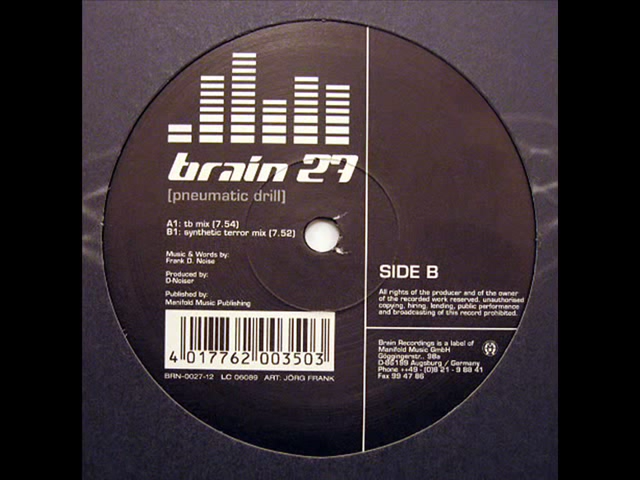 brain 27
[pneumatic drill]
A1: tb mix (7.54)
B1: synthetic terror mix (7.52)
Music & Words by:
Frank D. Noise
Produced by:
D-Noiser
Published by:
Manifold Music Publishing
4 017762 003503
BRN-0027-12 LC 06089 ART: JÖRG FRANK
SIDE B
All rights of the producer and of the owner
of the recorded work reserved. unauthorised
copying, hiring, lending, public performance
and broadcasting of this record prohibited.
Brain Recordings is a label of
Manifold Music GmbH
Gögginger­str.. 98a
D-86199 Augsburg / Germany
Phone ++49 - (0)8 21 - 9 88 41
Fax 99 47 86